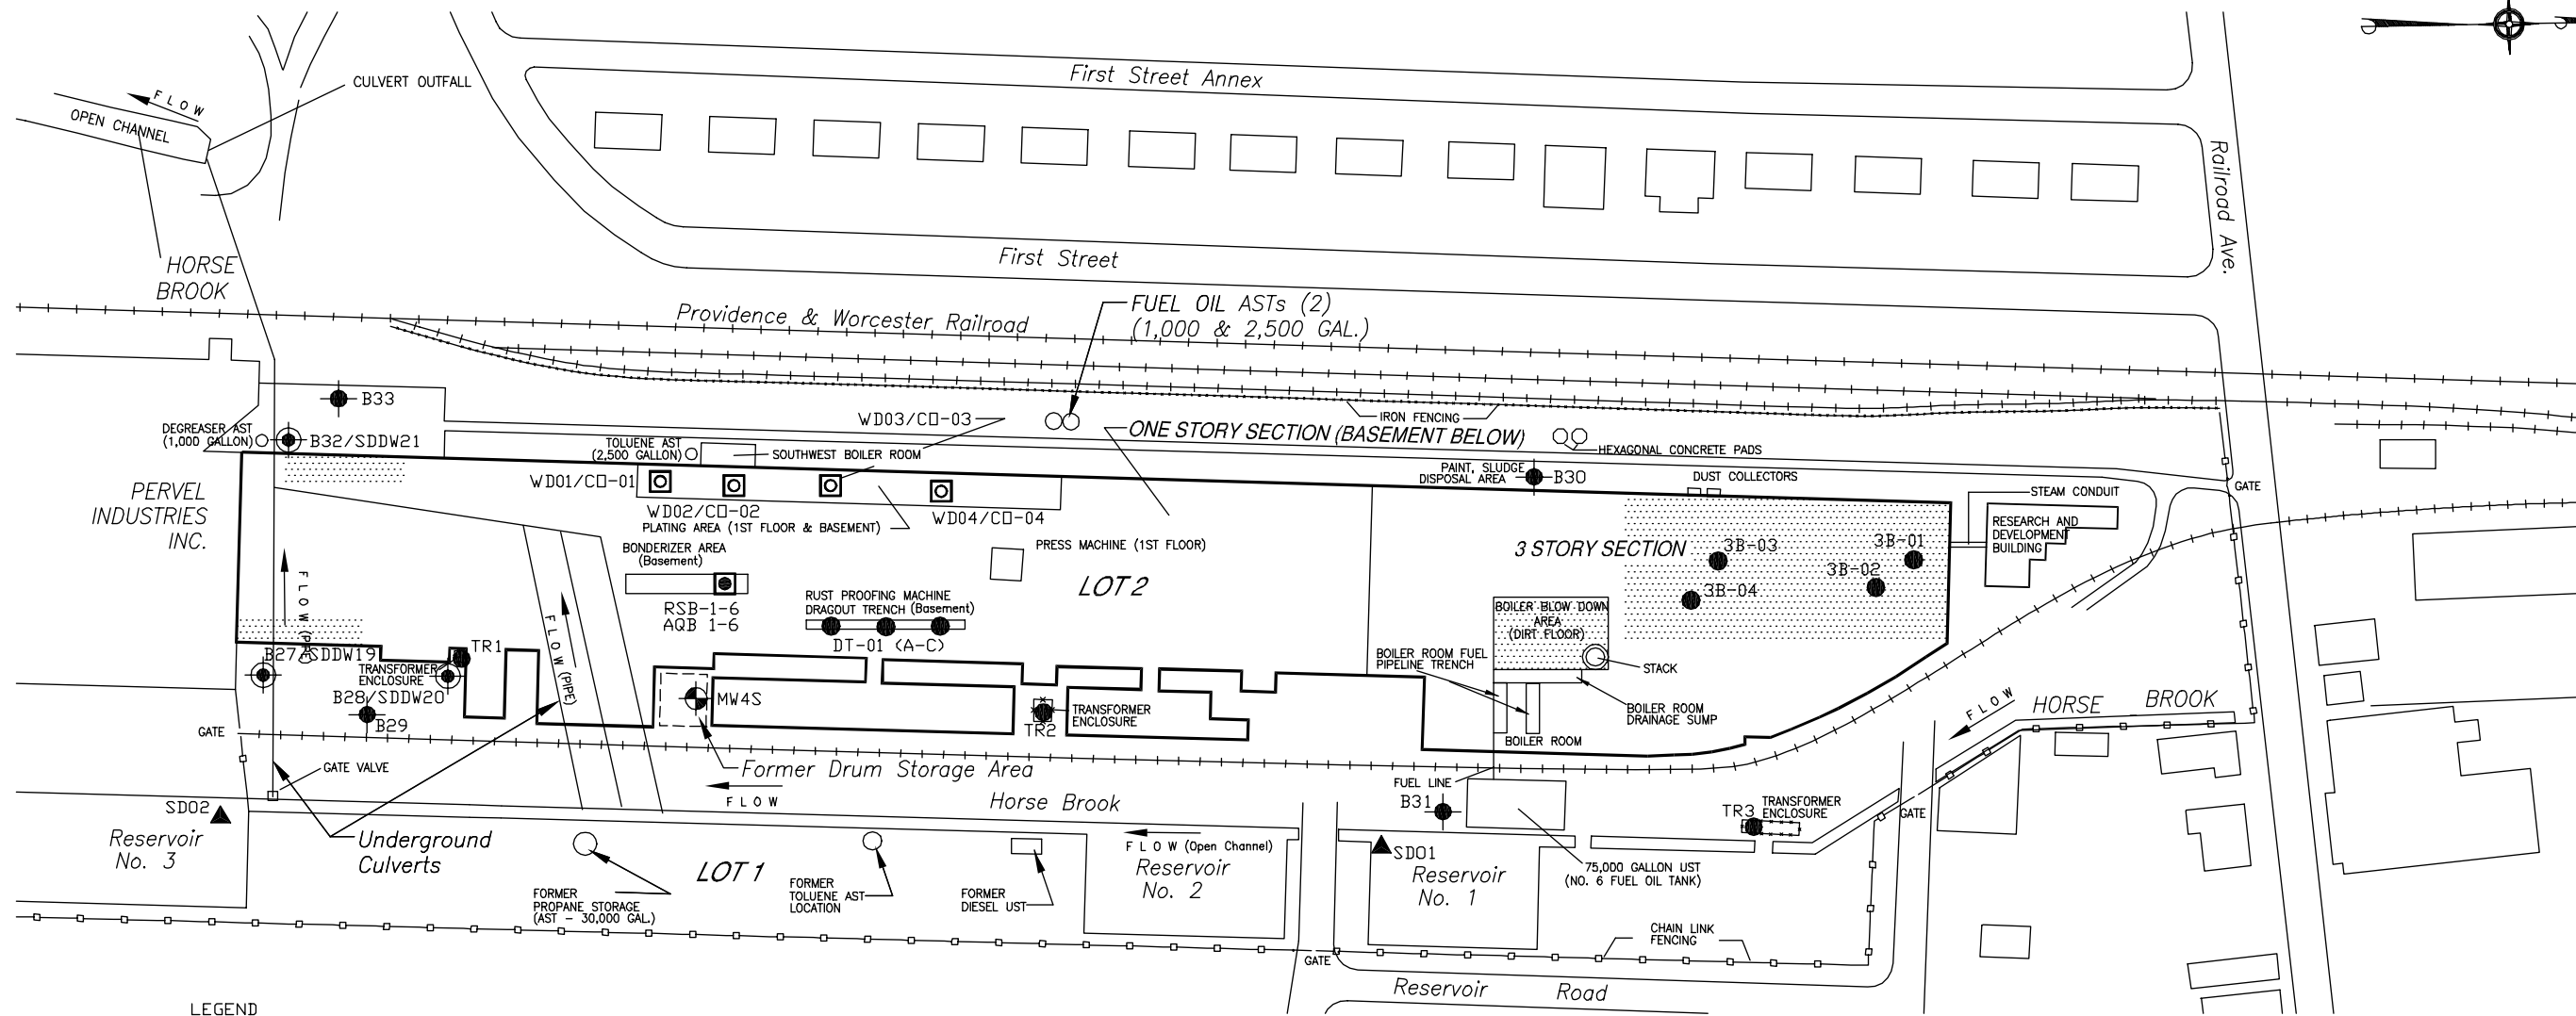 First Street Annex
CULVERT OUTFALL
FLOW
OPEN CHANNEL
Railroad Ave.
HORSE
BROOK
First Street
Providence & Worcester Railroad
FUEL OIL ASTs (2)
(1,000 & 2,500 GAL.)
B33
WD03/CO-03
IRON FENCING
DEGREASER AST
(1,000 GALLON)
B32/SDDW21
TOLUENE AST
(2,500 GALLON)
SOUTHWEST BOILER ROOM
ONE STORY SECTION (BASEMENT BELOW)
HEXAGONAL CONCRETE PADS
PAINT, SLUDGE
DISPOSAL AREA
B30
DUST COLLECTORS
GATE
STEAM CONDUIT
WD01/CO-01
PERVEL
INDUSTRIES
INC.
WD02/CO-02
WD04/CO-04
PLATING AREA (1ST FLOOR & BASEMENT)
RESEARCH AND
DEVELOPMENT
BUILDING
BONDERIZER AREA
(Basement)
PRESS MACHINE (1ST FLOOR)
3 STORY SECTION
3B-03
3B-01
3B-02
3B-04
LOT 2
FLOW (PIPE)
FLOW (PIPE)
RSB-1-6
AQB 1-6
RUST PROOFING MACHINE
DRAGOUT TRENCH (Basement)
DT-01 (A-C)
BOILER BLOW DOWN
AREA
(DIRT FLOOR)
BOILER ROOM FUEL
PIPELINE TRENCH
STACK
B27/SDDW19
TR1
TRANSFORMER
ENCLOSURE
B28/SDDW20
B29
MW4S
TRANSFORMER
ENCLOSURE
TR2
BOILER ROOM
DRAINAGE SUMP
BOILER ROOM
FLOW
HORSE BROOK
GATE
GATE VALVE
Former Drum Storage Area
FLOW
Horse Brook
FUEL LINE
B31
TR3
TRANSFORMER
ENCLOSURE
GATE
SD02
Reservoir
No. 3
Underground
Culverts
FLOW (Open Channel)
Reservoir
No. 2
SD01
Reservoir
No. 1
75,000 GALLON UST
(NO. 6 FUEL OIL TANK)
LOT 1
FORMER
PROPANE STORAGE
(AST - 30,000 GAL.)
FORMER
TOLUENE AST
LOCATION
FORMER
DIESEL UST
CHAIN LINK
FENCING
GATE
Reservoir Road
LEGEND